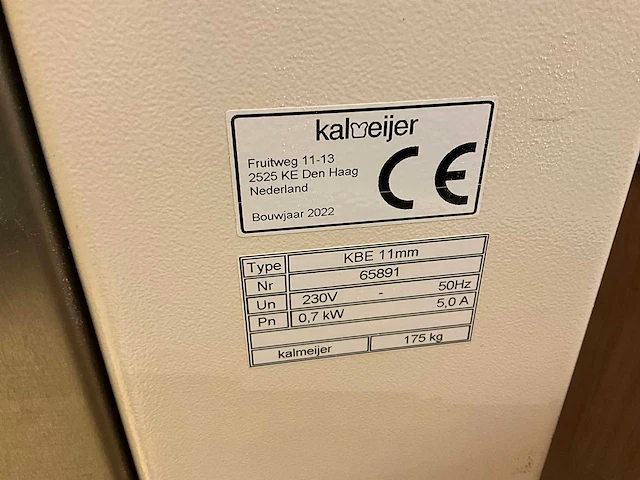 kalmeijer
Fruitweg 11-13
2525 KE Den Haag
Nederland
Bouwjaar 2022
CE
Type KBE 11mm
Nr 65891
Un 230V - 50Hz
Pn 0,7 kW 5,0 A
kalmeijer 175 kg